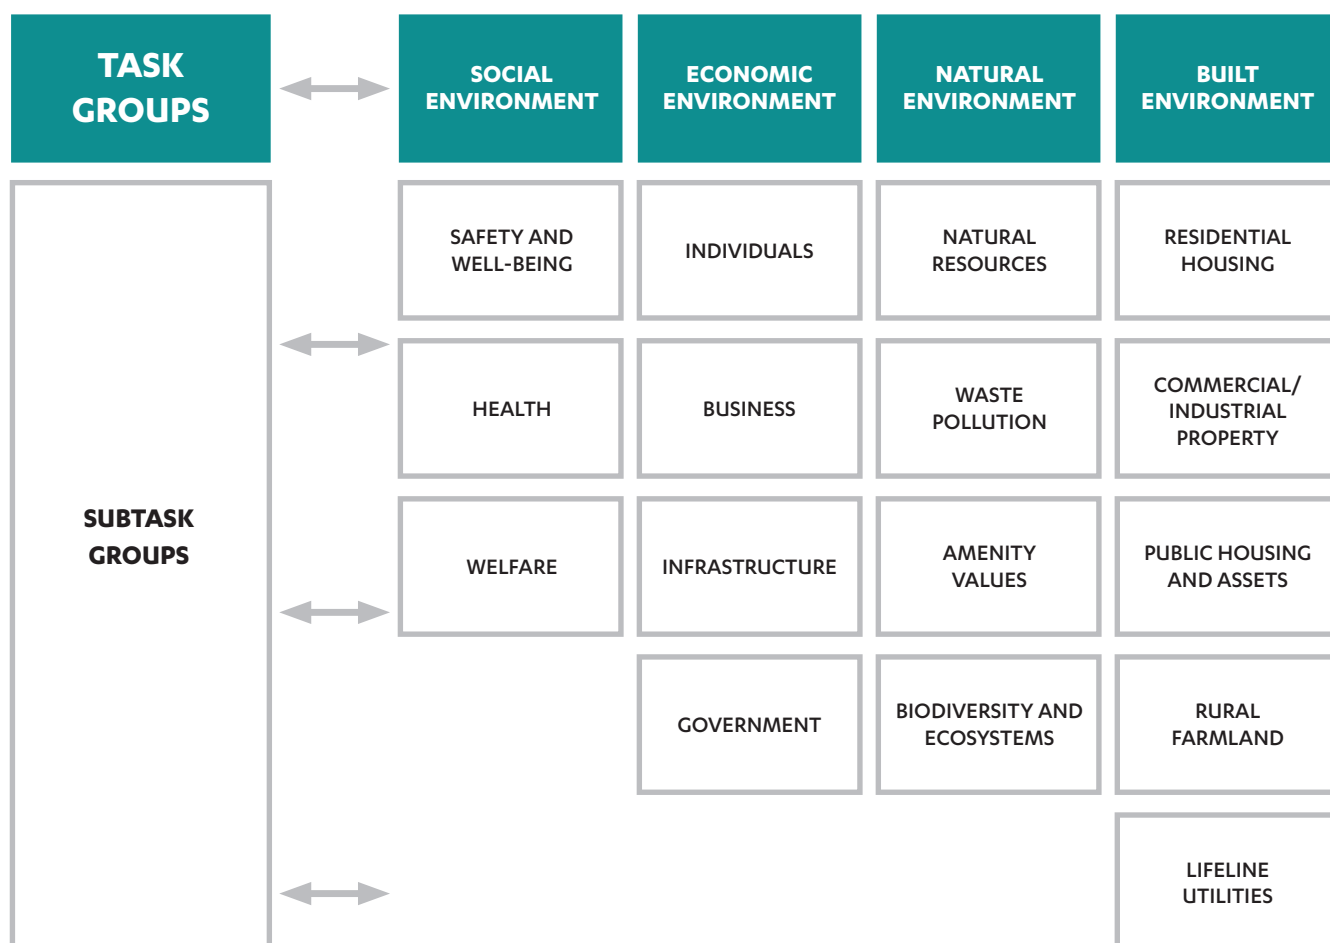 TASK
GROUPS
SOCIAL
ENVIRONMENT
ECONOMIC
ENVIRONMENT
NATURAL
ENVIRONMENT
BUILT
ENVIRONMENT
SUBTASK
GROUPS
SAFETY AND
WELL-BEING
INDIVIDUALS
NATURAL
RESOURCES
RESIDENTIAL
HOUSING
HEALTH
BUSINESS
WASTE
POLLUTION
COMMERCIAL/
INDUSTRIAL
PROPERTY
WELFARE
INFRASTRUCTURE
AMENITY
VALUES
PUBLIC HOUSING
AND ASSETS
GOVERNMENT
BIODIVERSITY AND
ECOSYSTEMS
RURAL
FARMLAND
LIFELINE
UTILITIES